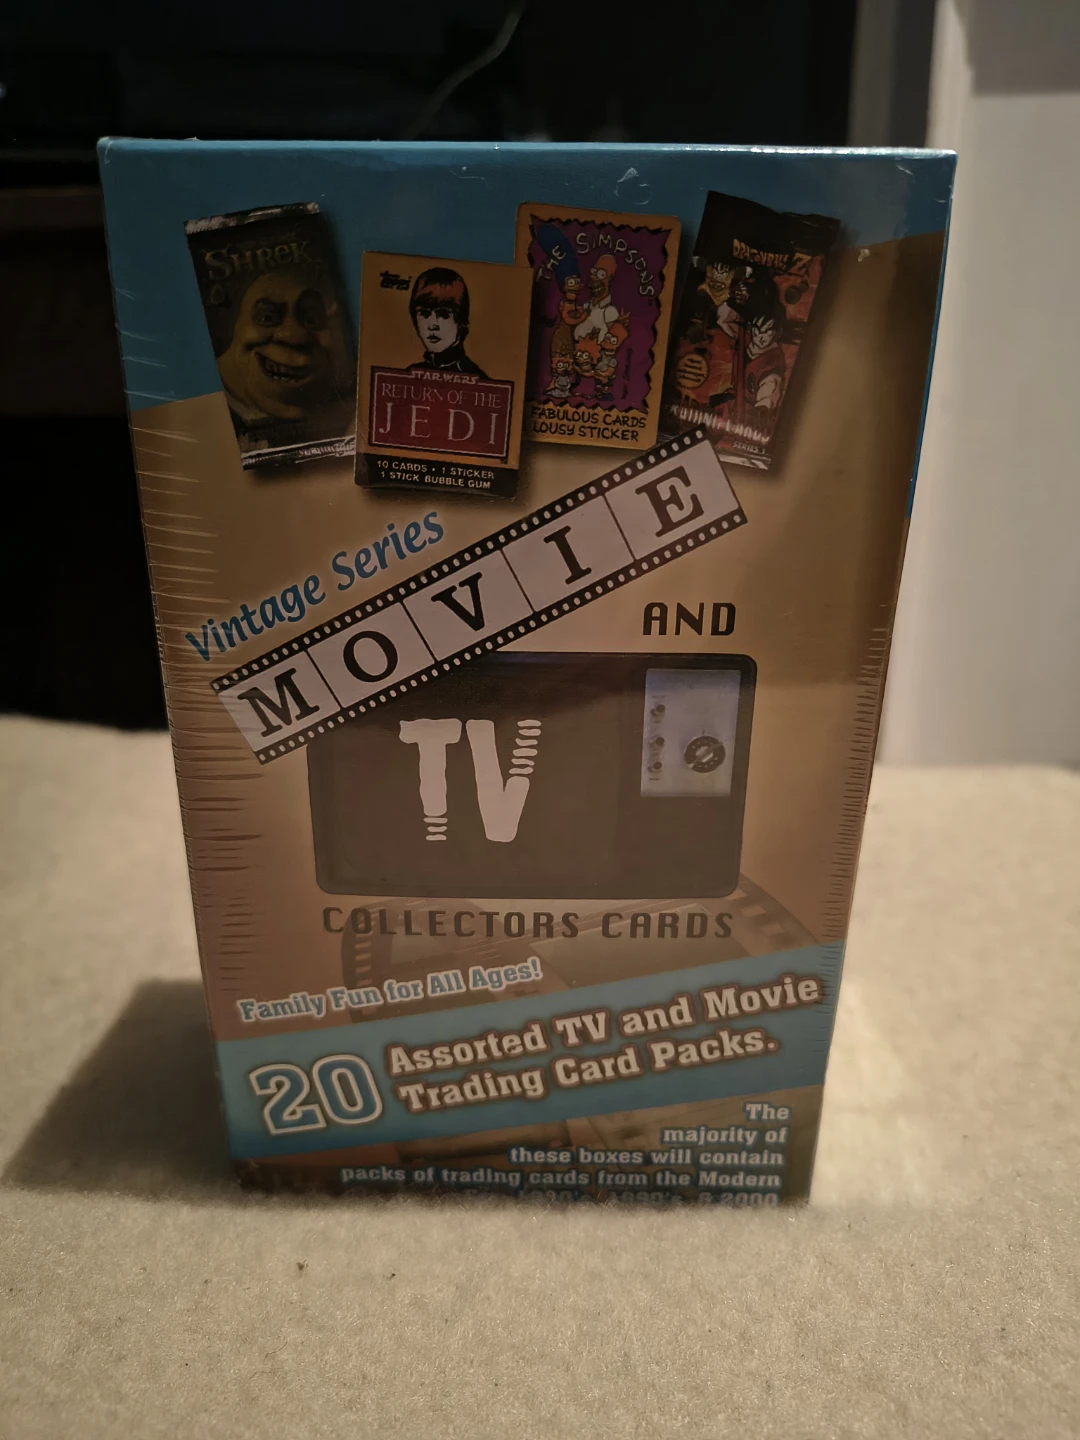 SHREK
THE SIMPSONS
DRAGONBALL Z
topps
STAR WARS
RETURN OF THE
JEDI
10 CARDS • 1 STICKER
1 STICK BUBBLE GUM
FABULOUS CARDS
LOUSY STICKER
SERIES 1
Vintage Series
MOVIE
AND
TV
COLLECTORS CARDS
Family Fun for All Ages!
20 Assorted TV and Movie
Trading Card Packs.
The
majority of
these boxes will contain
packs of trading cards from the Modern